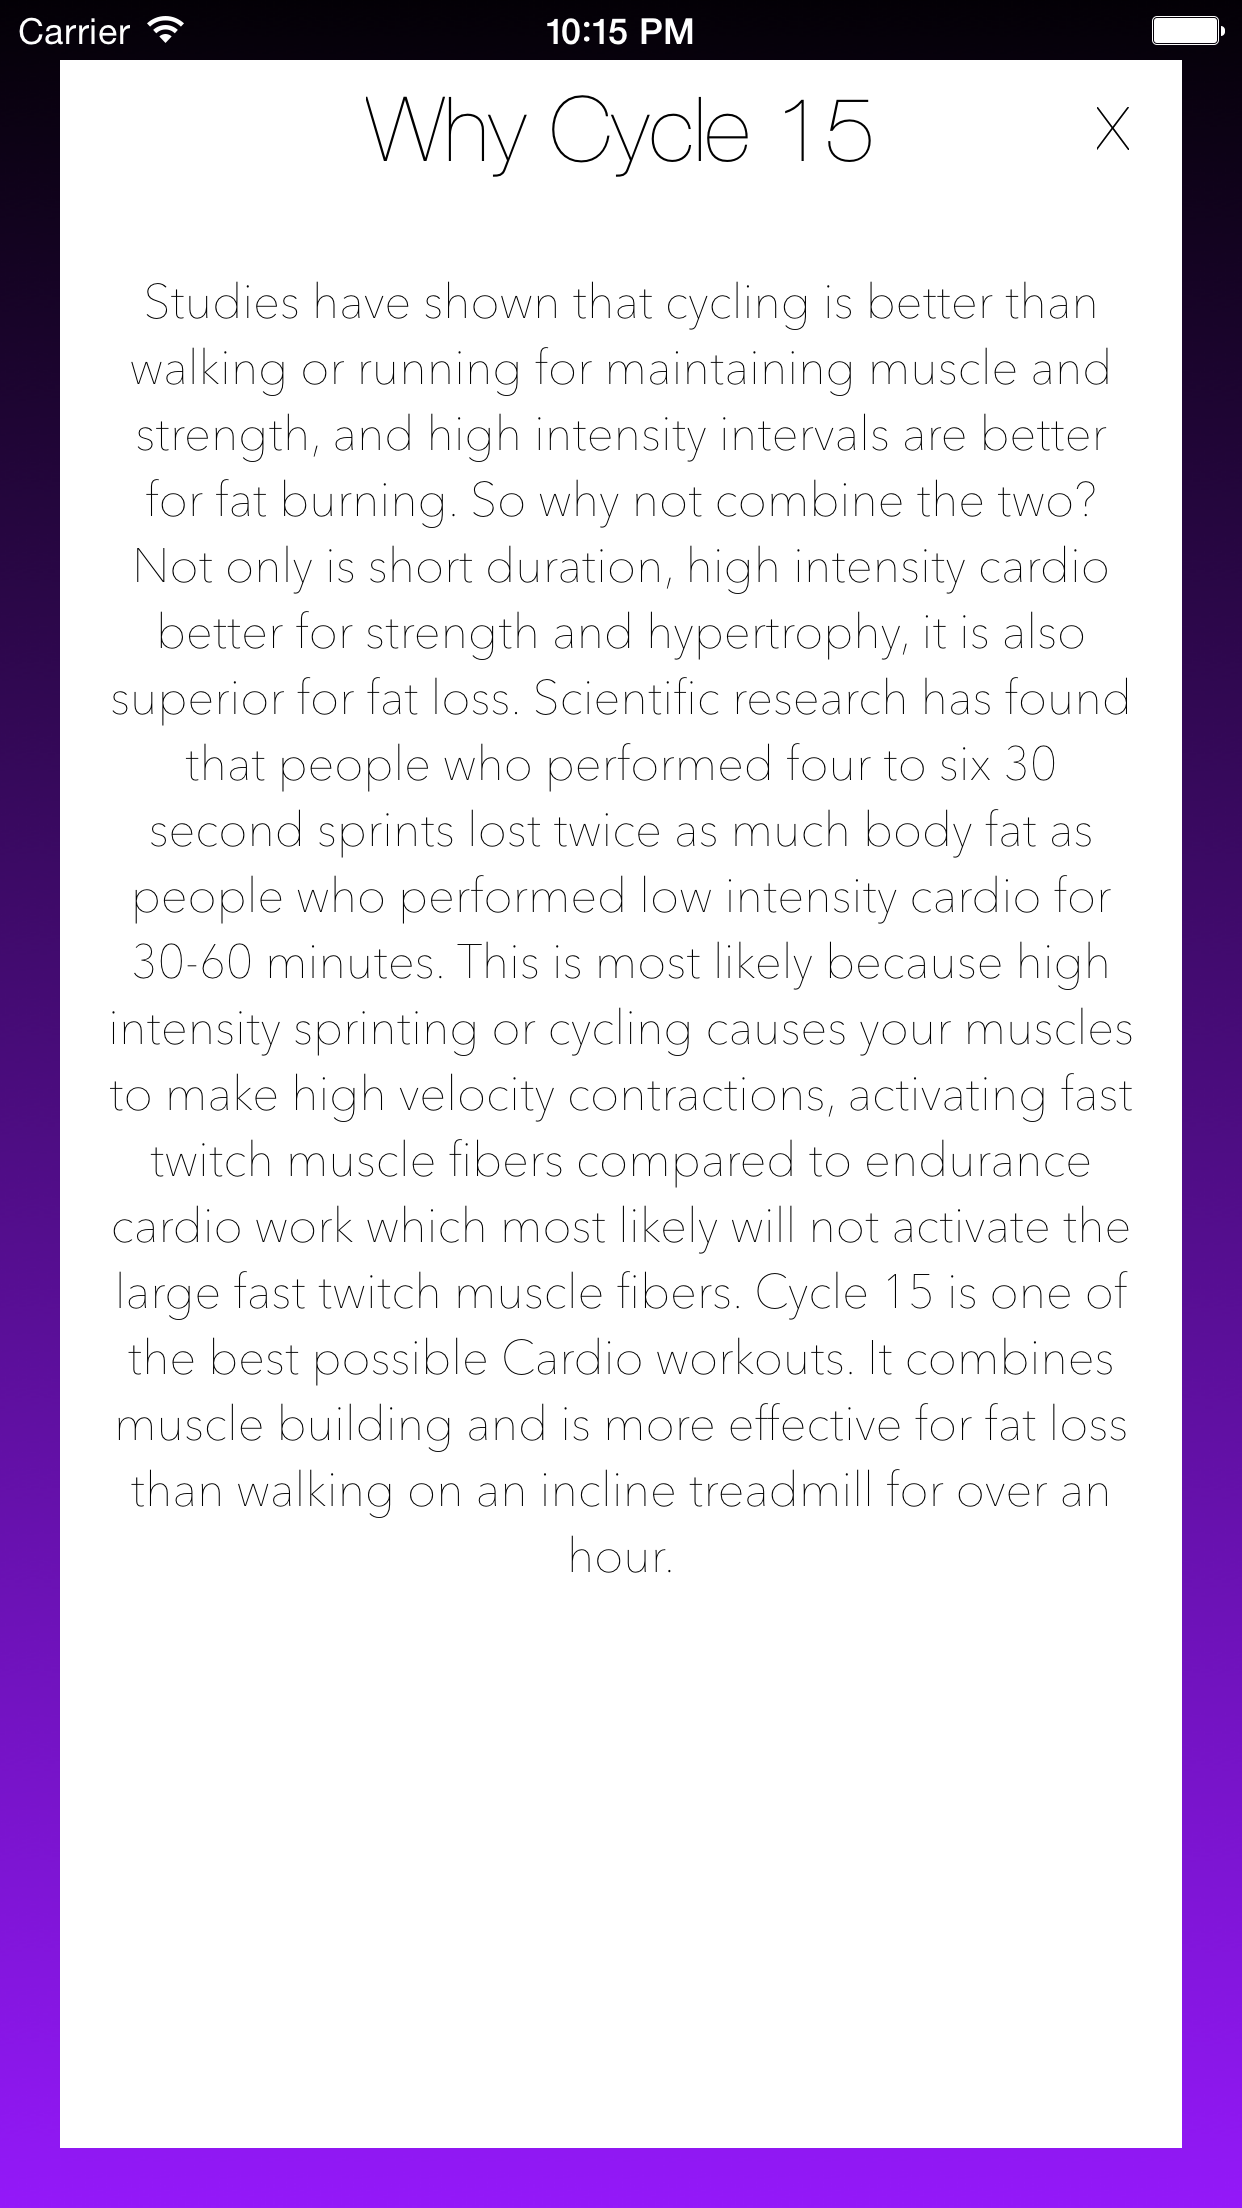 Carrier 10:15 PM
Why Cycle 15 X
Studies have shown that cycling is better than
walking or running for maintaining muscle and
strength, and high intensity intervals are better
for fat burning. So why not combine the two?
Not only is short duration, high intensity cardio
better for strength and hypertrophy, it is also
superior for fat loss. Scientific research has found
that people who performed four to six 30
second sprints lost twice as much body fat as
people who performed low intensity cardio for
30-60 minutes. This is most likely because high
intensity sprinting or cycling causes your muscles
to make high velocity contractions, activating fast
twitch muscle fibers compared to endurance
cardio work which most likely will not activate the
large fast twitch muscle fibers. Cycle 15 is one of
the best possible Cardio workouts. It combines
muscle building and is more effective for fat loss
than walking on an incline treadmill for over an
hour.